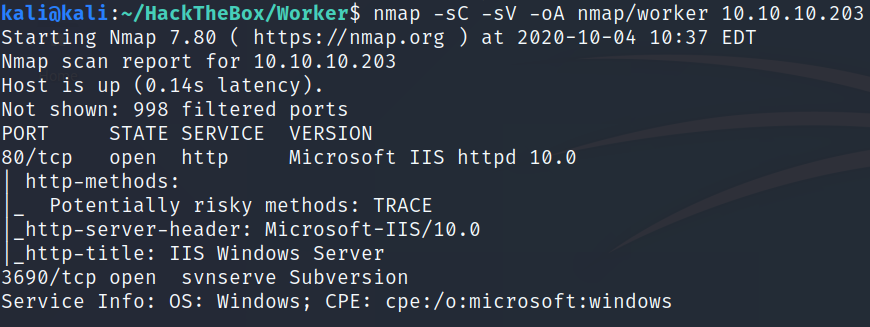 kali@kali:~/HackTheBox/Worker$ nmap -sC -sV -oA nmap/worker 10.10.10.203
Starting Nmap 7.80 ( https://nmap.org ) at 2020-10-04 10:37 EDT
Nmap scan report for 10.10.10.203
Host is up (0.14s latency).
Not shown: 998 filtered ports
PORT     STATE SERVICE  VERSION
80/tcp   open  http     Microsoft IIS httpd 10.0
| http-methods:
|_  Potentially risky methods: TRACE
|_http-server-header: Microsoft-IIS/10.0
|_http-title: IIS Windows Server
3690/tcp open  svnserve Subversion
Service Info: OS: Windows; CPE: cpe:/o:microsoft:windows